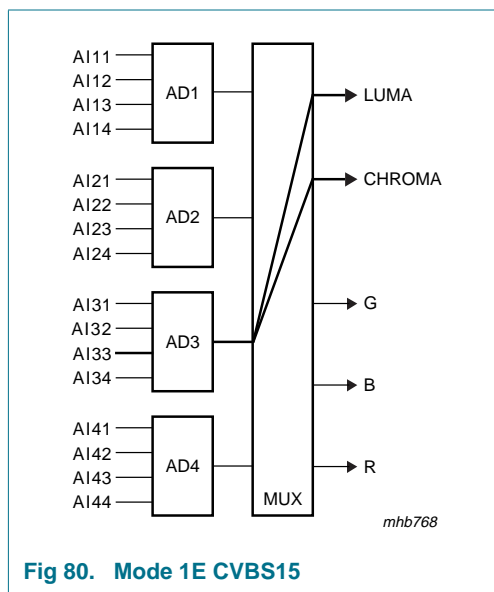 AI11
AI12
AI13
AI14
AD1
AI21
AI22
AI23
AI24
AD2
AI31
AI32
AI33
AI34
AD3
AI41
AI42
AI43
AI44
AD4
MUX
LUMA
CHROMA
G
B
R
mhb768
Fig 80. Mode 1E CVBS15